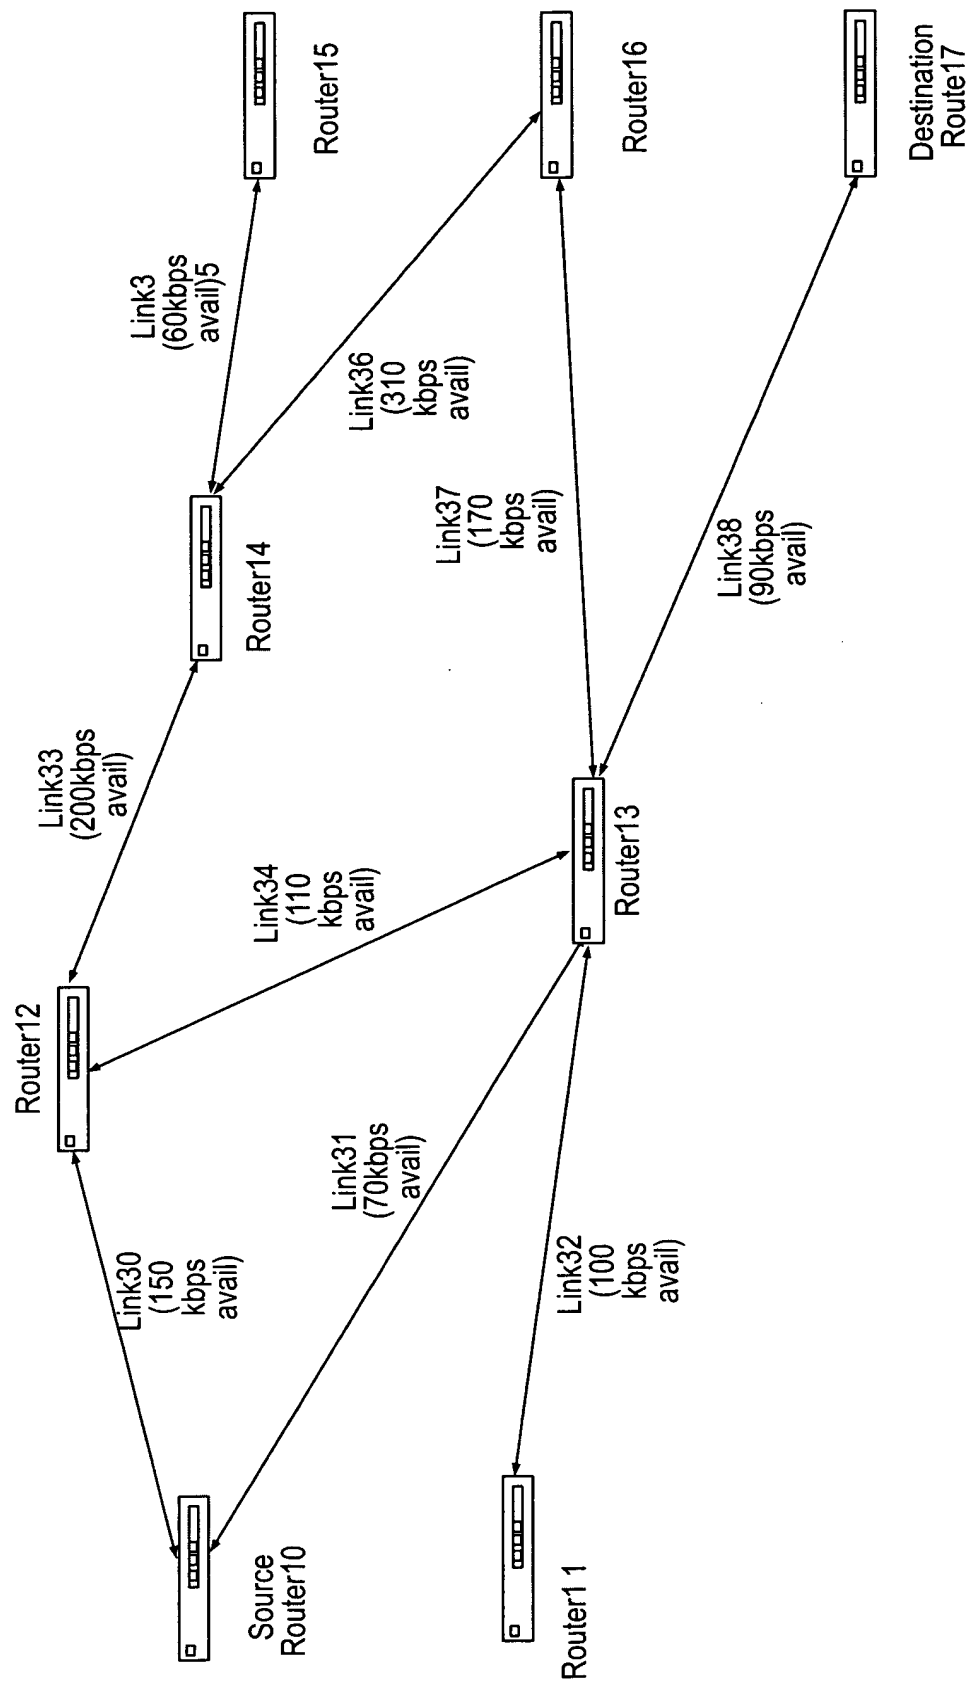 Router12
Link30
(150
kbps
avail)
Source
Router10
Link33
(200kbps
avail)
Link34
(110
kbps
avail)
Link31
(70kbps
avail)
Router1 1
Link32
(100
kbps
avail)
Router13
Router14
Link3
(60kbps
avail)5
Router15
Link36
(310
kbps
avail)
Link37
(170
kbps
avail)
Router16
Link38
(90kbps
avail)
Destination
Route17